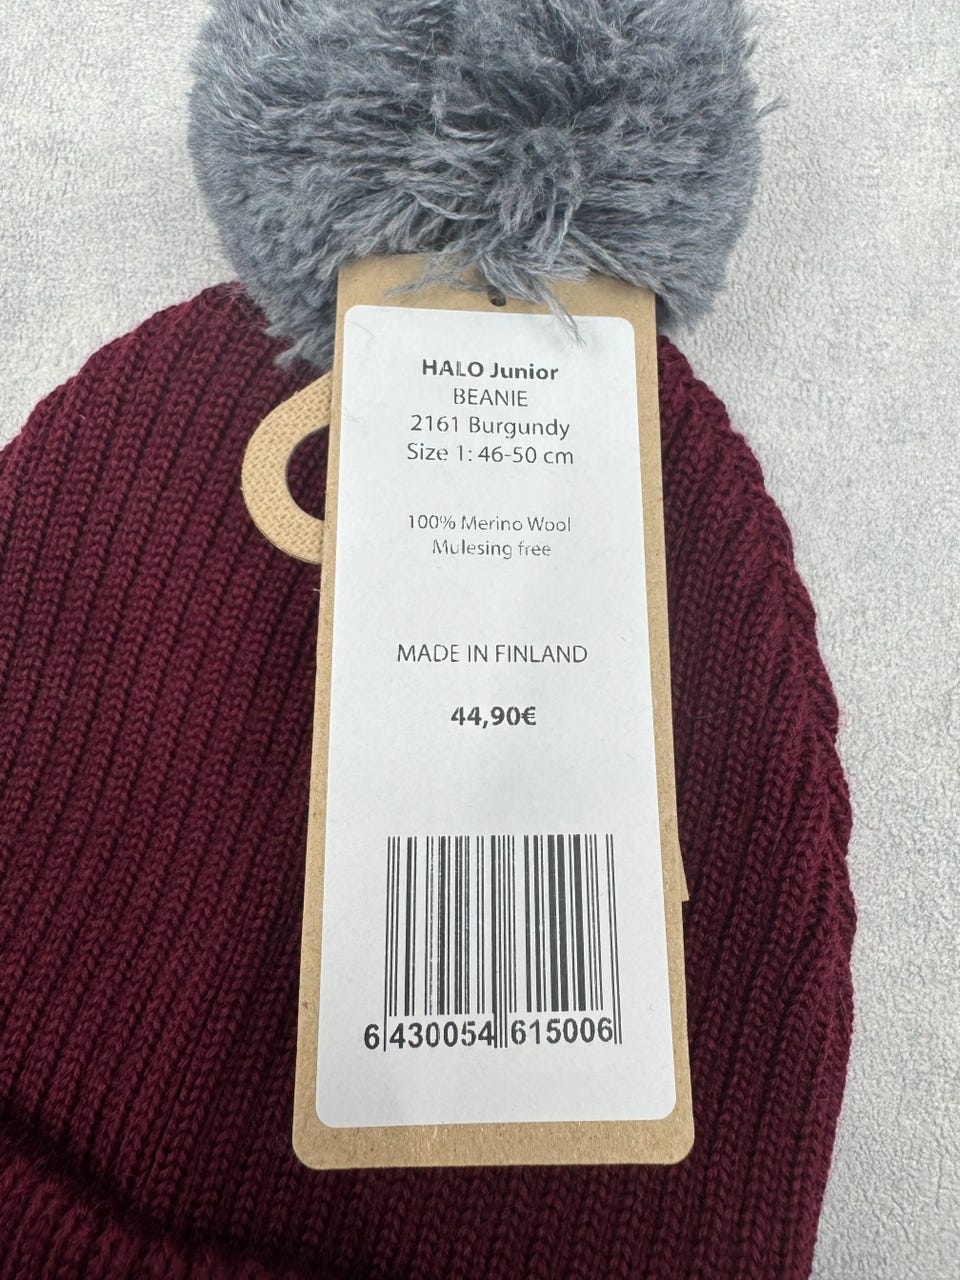 HALO Junior
BEANIE
2161 Burgundy
Size 1: 46-50 cm
100% Merino Wool
Mulesing free
MADE IN FINLAND
44,90€
6 430054 615006